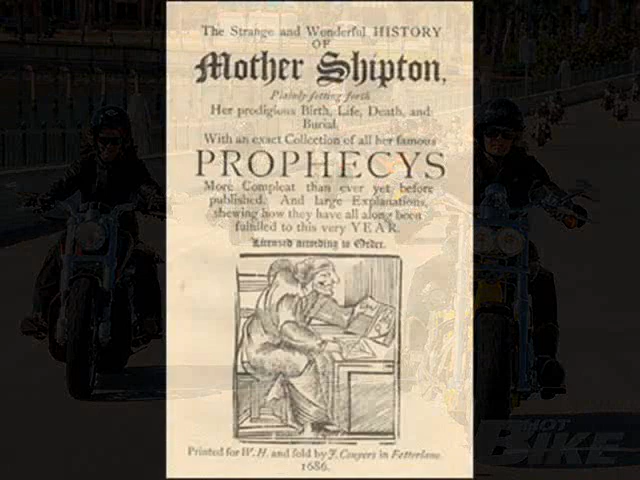 The Strange and Wonderful HISTORY
OF
Mother Shipton,
Plainly setting forth
Her prodigious Birth, Life, Death, and
Burial,
With an exact Collection of all her famous
PROPHECYS
More Compleat than ever yet before
published. And large Explanations,
shewing how they have all along been
fulfilled to this very YEAR.
Licenzed according to Order.
Printed for W. H. and sold by J. Conyers in Fetterlane.
1686.
HOT
BIKE